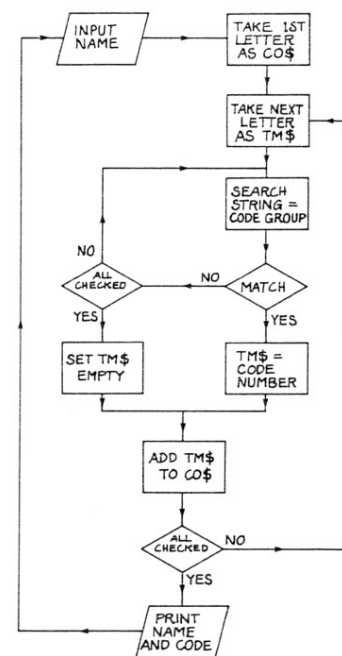 INPUT
NAME
TAKE 1ST
LETTER
AS CO$
TAKE NEXT
LETTER
AS TM$
SEARCH
STRING =
CODE GROUP
NO
ALL
CHECKED
NO
MATCH
YES
YES
SET TM$
EMPTY
TM$ =
CODE
NUMBER
ADD TM$
TO CO$
ALL
CHECKED
NO
YES
PRINT
NAME
AND CODE